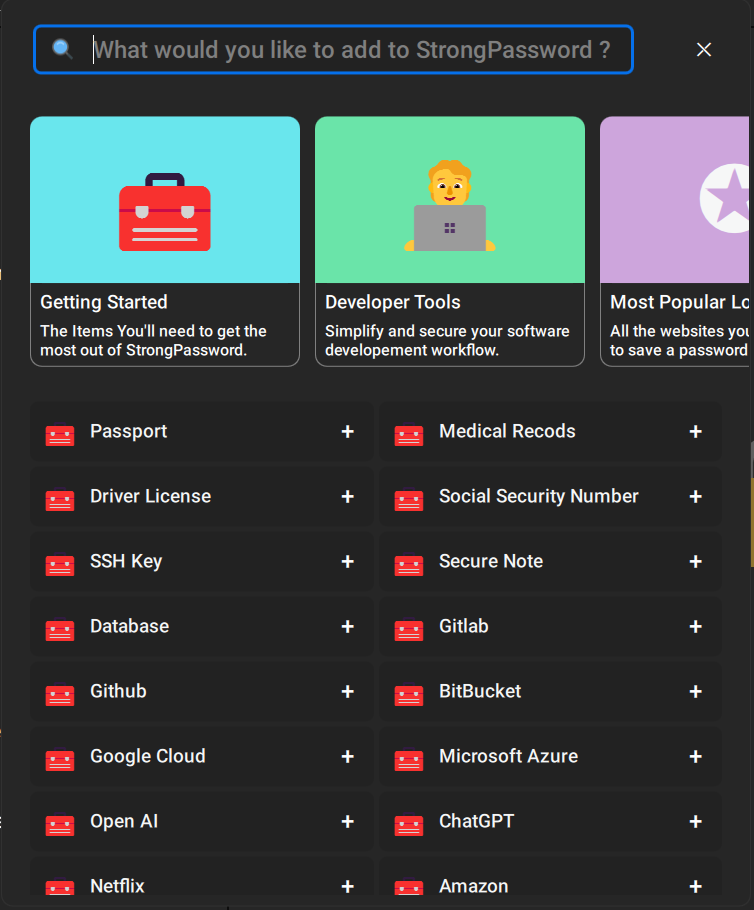 What would you like to add to StrongPassword ?
Getting Started
The Items You'll need to get the
most out of StrongPassword.
Developer Tools
Simplify and secure your software
developement workflow.
Most Popular Lo
All the websites you
to save a password
Passport
+
Medical Recods
+
Driver License
+
Social Security Number
+
SSH Key
+
Secure Note
+
Database
+
Gitlab
+
Github
+
BitBucket
+
Google Cloud
+
Microsoft Azure
+
Open AI
+
ChatGPT
+
Netflix
+
Amazon
+